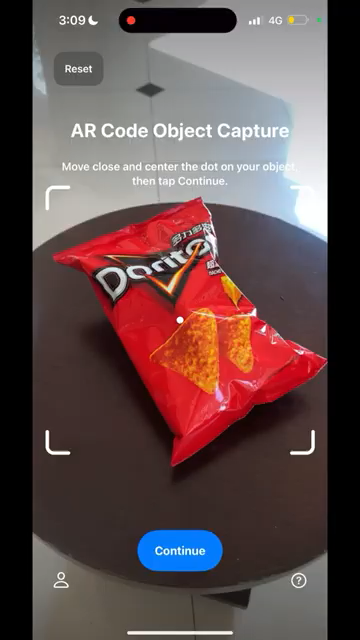 3:09
4G
Reset
AR Code Object Capture
Move close and center the dot on your object,
then tap Continue.
Doritos
Continue
?